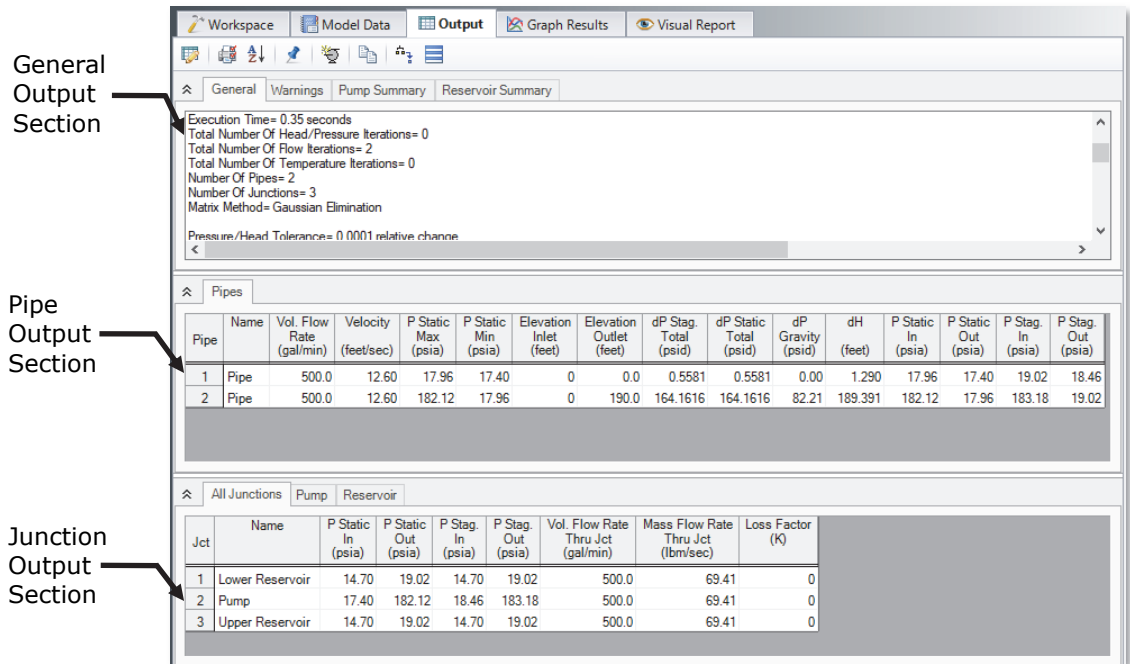 Workspace Model Data Output Graph Results Visual Report
General
Output
Section
General Warnings Pump Summary Reservoir Summary
Execution Time= 0.35 seconds
Total Number Of Head/Pressure Iterations= 0
Total Number Of Flow Iterations= 2
Total Number Of Temperature Iterations= 0
Number Of Pipes= 2
Number Of Junctions= 3
Matrix Method= Gaussian Elimination
Pressure/Head Tolerance= 0.0001 relative change
Pipe
Output
Section
Pipes
Pipe Name Vol. Flow Rate (gal/min) Velocity (feet/sec) P Static Max (psia) P Static Min (psia) Elevation Inlet (feet) Elevation Outlet (feet) dP Stag. Total (psid) dP Static Total (psid) dP Gravity (psid) dH (feet) P Static In (psia) P Static Out (psia) P Stag. In (psia) P Stag. Out (psia)
1 Pipe 500.0 12.60 17.96 17.40 0 0.0 0.5581 0.5581 0.00 1.290 17.96 17.40 19.02 18.46
2 Pipe 500.0 12.60 182.12 17.96 0 190.0 164.1616 164.1616 82.21 189.391 182.12 17.96 183.18 19.02
Junction
Output
Section
All Junctions Pump Reservoir
Jct Name P Static In (psia) P Static Out (psia) P Stag. In (psia) P Stag. Out (psia) Vol. Flow Rate Thru Jct (gal/min) Mass Flow Rate Thru Jct (lbm/sec) Loss Factor (K)
1 Lower Reservoir 14.70 19.02 14.70 19.02 500.0 69.41 0
2 Pump 17.40 182.12 18.46 183.18 500.0 69.41 0
3 Upper Reservoir 14.70 19.02 14.70 19.02 500.0 69.41 0